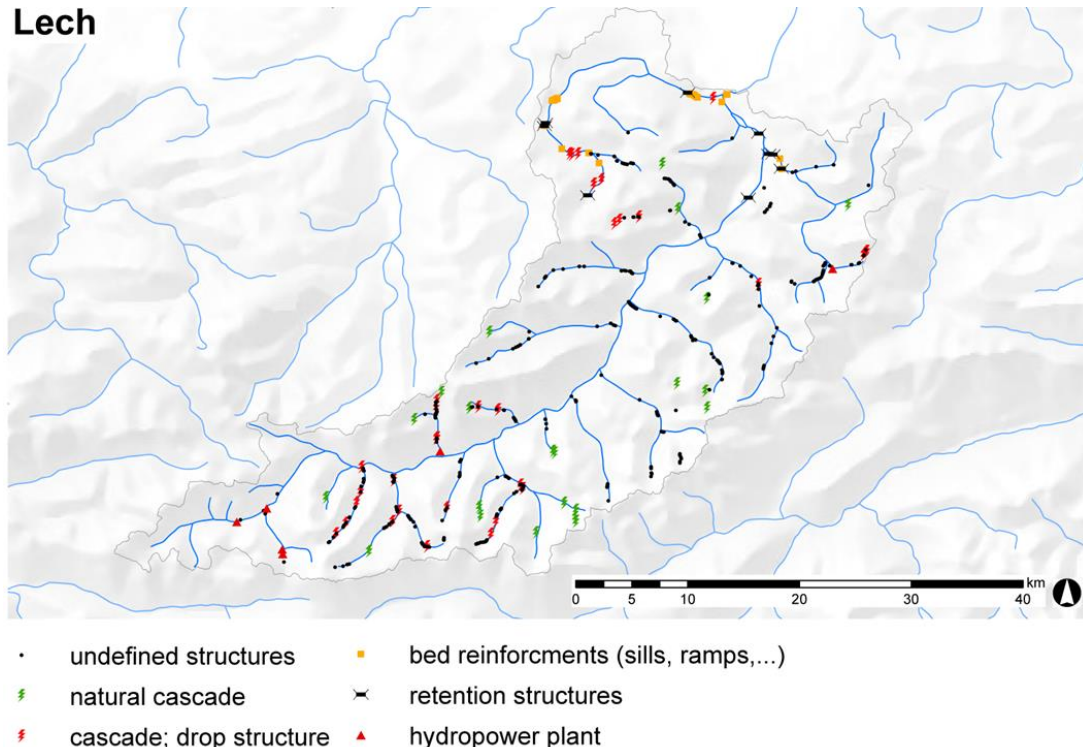 Lech
km
0 5 10 20 30 40
undefined structures
bed reinforcments (sills, ramps,...)
natural cascade
retention structures
cascade; drop structure
hydropower plant